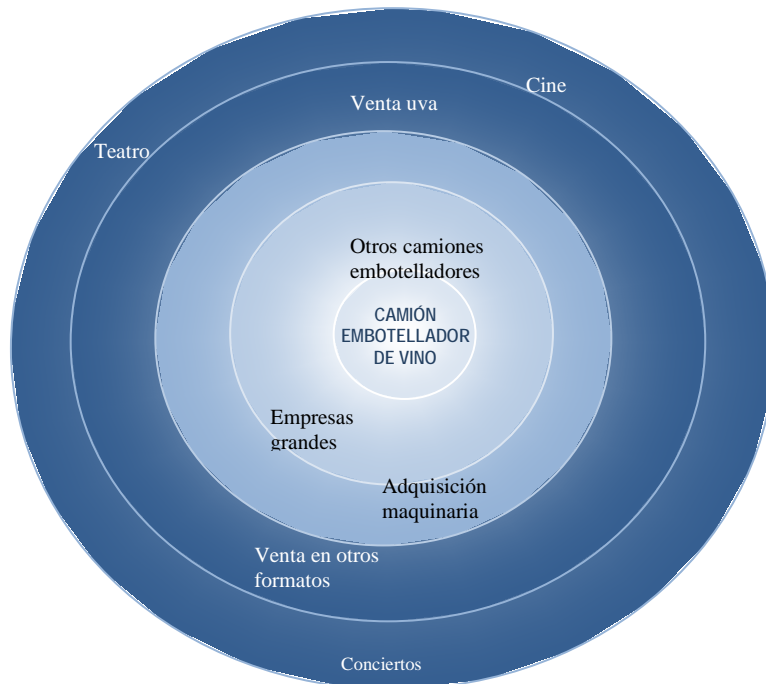 Cine
Venta uva
Teatro
Otros camiones
embotelladores
CAMIÓN
EMBOTELLADOR
DE VINO
Empresas
grandes
Adquisición
maquinaria
Venta en otros
formatos
Conciertos